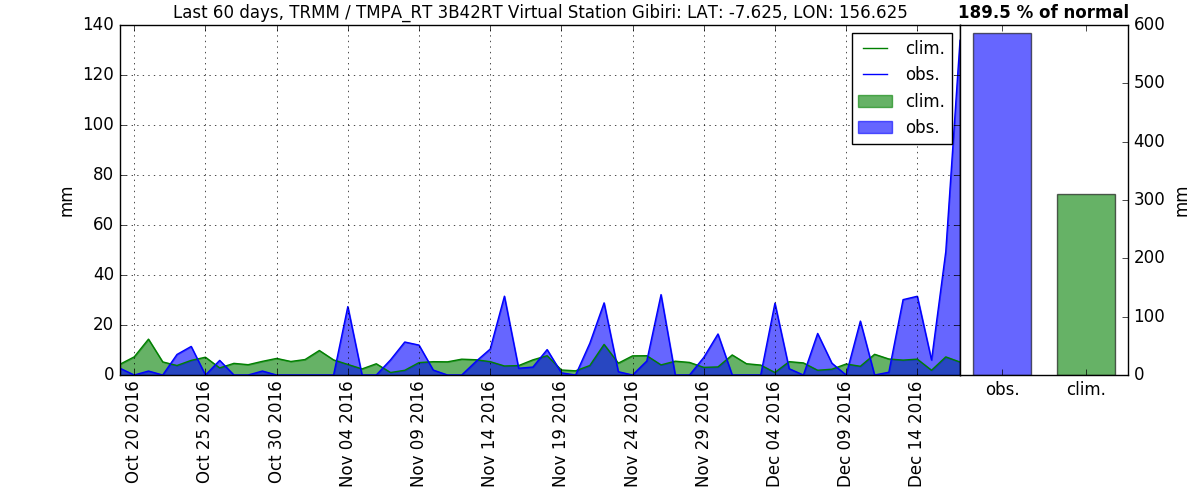 Last 60 days, TRMM / TMPA_RT 3B42RT Virtual Station Gibiri: LAT: -7.625, LON: 156.625
189.5 % of normal
140
120
100
80
60
40
20
0
mm
clim.
obs.
clim.
obs.
600
500
400
300
200
100
0
mm
Oct 20 2016
Oct 25 2016
Oct 30 2016
Nov 04 2016
Nov 09 2016
Nov 14 2016
Nov 19 2016
Nov 24 2016
Nov 29 2016
Dec 04 2016
Dec 09 2016
Dec 14 2016
obs.
clim.